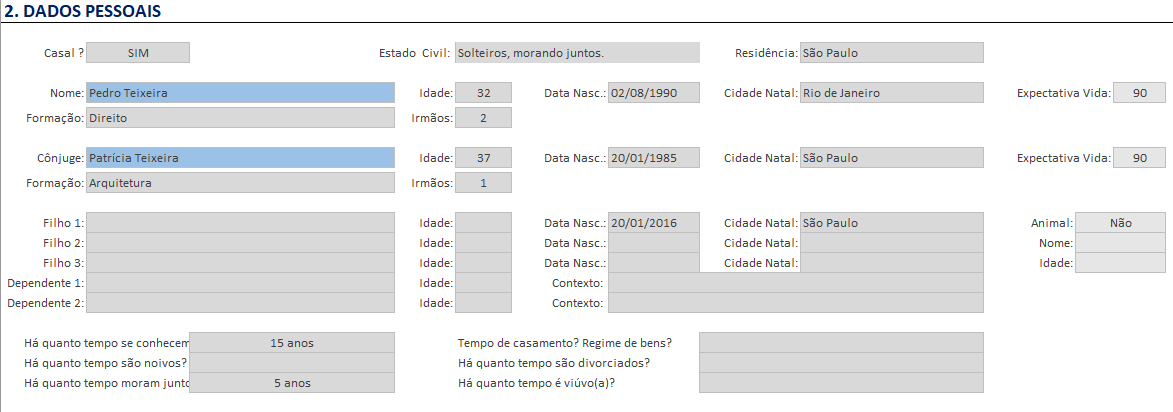 2. DADOS PESSOAIS
Casal ? SIM Estado Civil: Solteiros, morando juntos. Residência: São Paulo
Nome: Pedro Teixeira Idade: 32 Data Nasc.: 02/08/1990 Cidade Natal: Rio de Janeiro Expectativa Vida: 90
Formação: Direito Irmãos: 2
Cônjuge: Patrícia Teixeira Idade: 37 Data Nasc.: 20/01/1985 Cidade Natal: São Paulo Expectativa Vida: 90
Formação: Arquitetura Irmãos: 1
Filho 1: Idade: Data Nasc.: 20/01/2016 Cidade Natal: São Paulo Animal: Não
Filho 2: Idade: Data Nasc.: Cidade Natal: Nome:
Filho 3: Idade: Data Nasc.: Cidade Natal: Idade:
Dependente 1: Idade: Contexto:
Dependente 2: Idade: Contexto:
Há quanto tempo se conhecem 15 anos Tempo de casamento? Regime de bens?
Há quanto tempo são noivos? Há quanto tempo são divorciados?
Há quanto tempo moram junto 5 anos Há quanto tempo é viúvo(a)?